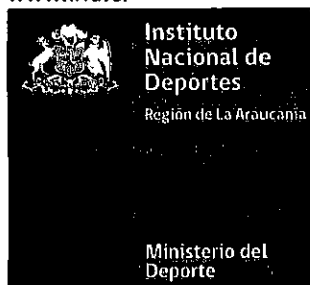 Instituto
Nacional de
Deportes
Región de La Araucanía
Ministerio del
Deporte